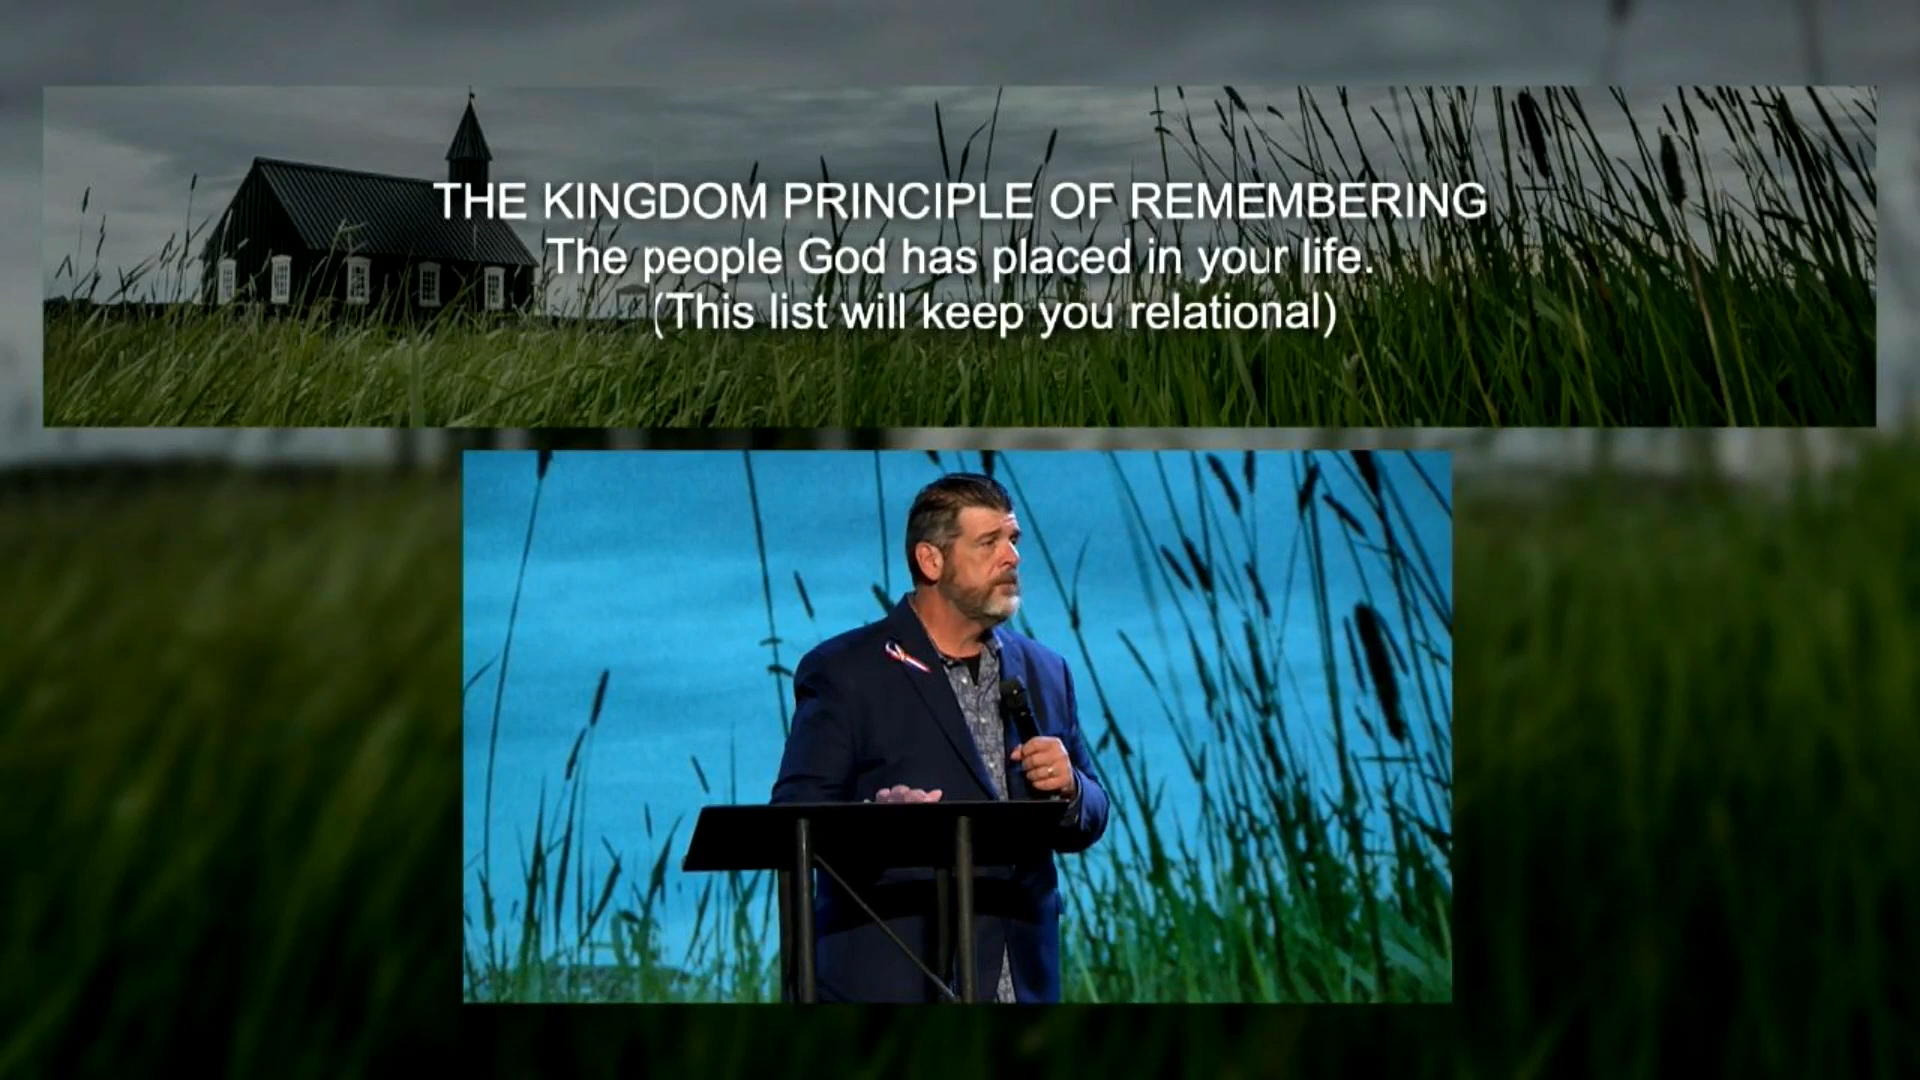 THE KINGDOM PRINCIPLE OF REMEMBERING
The people God has placed in your life.
(This list will keep you relational)